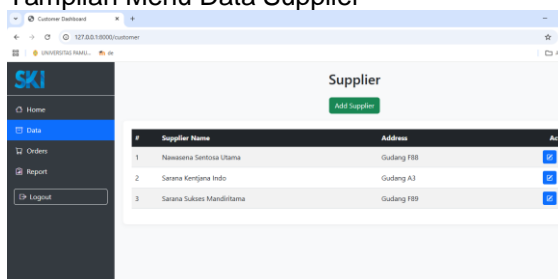 Tampilan Menu Data Supplier
Customer Dashboard
127.0.0.1:8000/customer
UNIVERSITAS PAMU... de
SKI
Supplier
Add Supplier
Home
Data
Orders
Report
Logout
# Supplier Name Address Ac
1 Nawasena Sentosa Utama Gudang F88
2 Sarana Kentjana Indo Gudang A3
3 Sarana Sukses Mandiritama Gudang F89